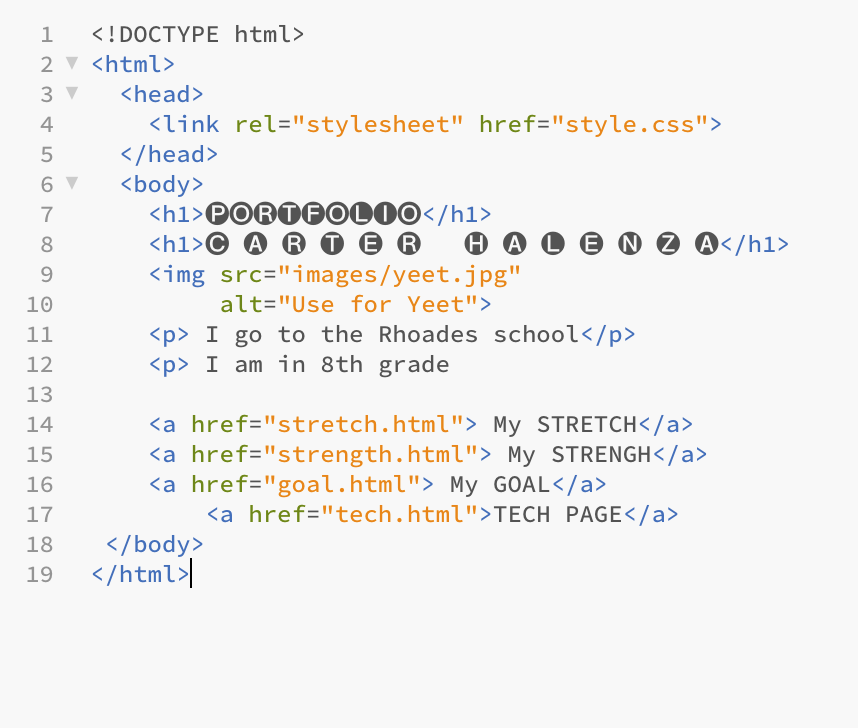 1 <!DOCTYPE html>
2 <html>
3 <head>
4 <link rel="stylesheet" href="style.css">
5 </head>
6 <body>
7 <h1>🅟🅞🅡🅣🅕🅞🅛🅘🅞</h1>
8 <h1>🅒 🅐 🅡 🅣 🅔 🅡   🅗 🅐 🅛 🅔 🅝 🅩 🅐</h1>
9 <img src="images/yeet.jpg"
10 alt="Use for Yeet">
11 <p> I go to the Rhoades school</p>
12 <p> I am in 8th grade
13
14 <a href="stretch.html"> My STRETCH</a>
15 <a href="strength.html"> My STRENGH</a>
16 <a href="goal.html"> My GOAL</a>
17 <a href="tech.html">TECH PAGE</a>
18 </body>
19 </html>